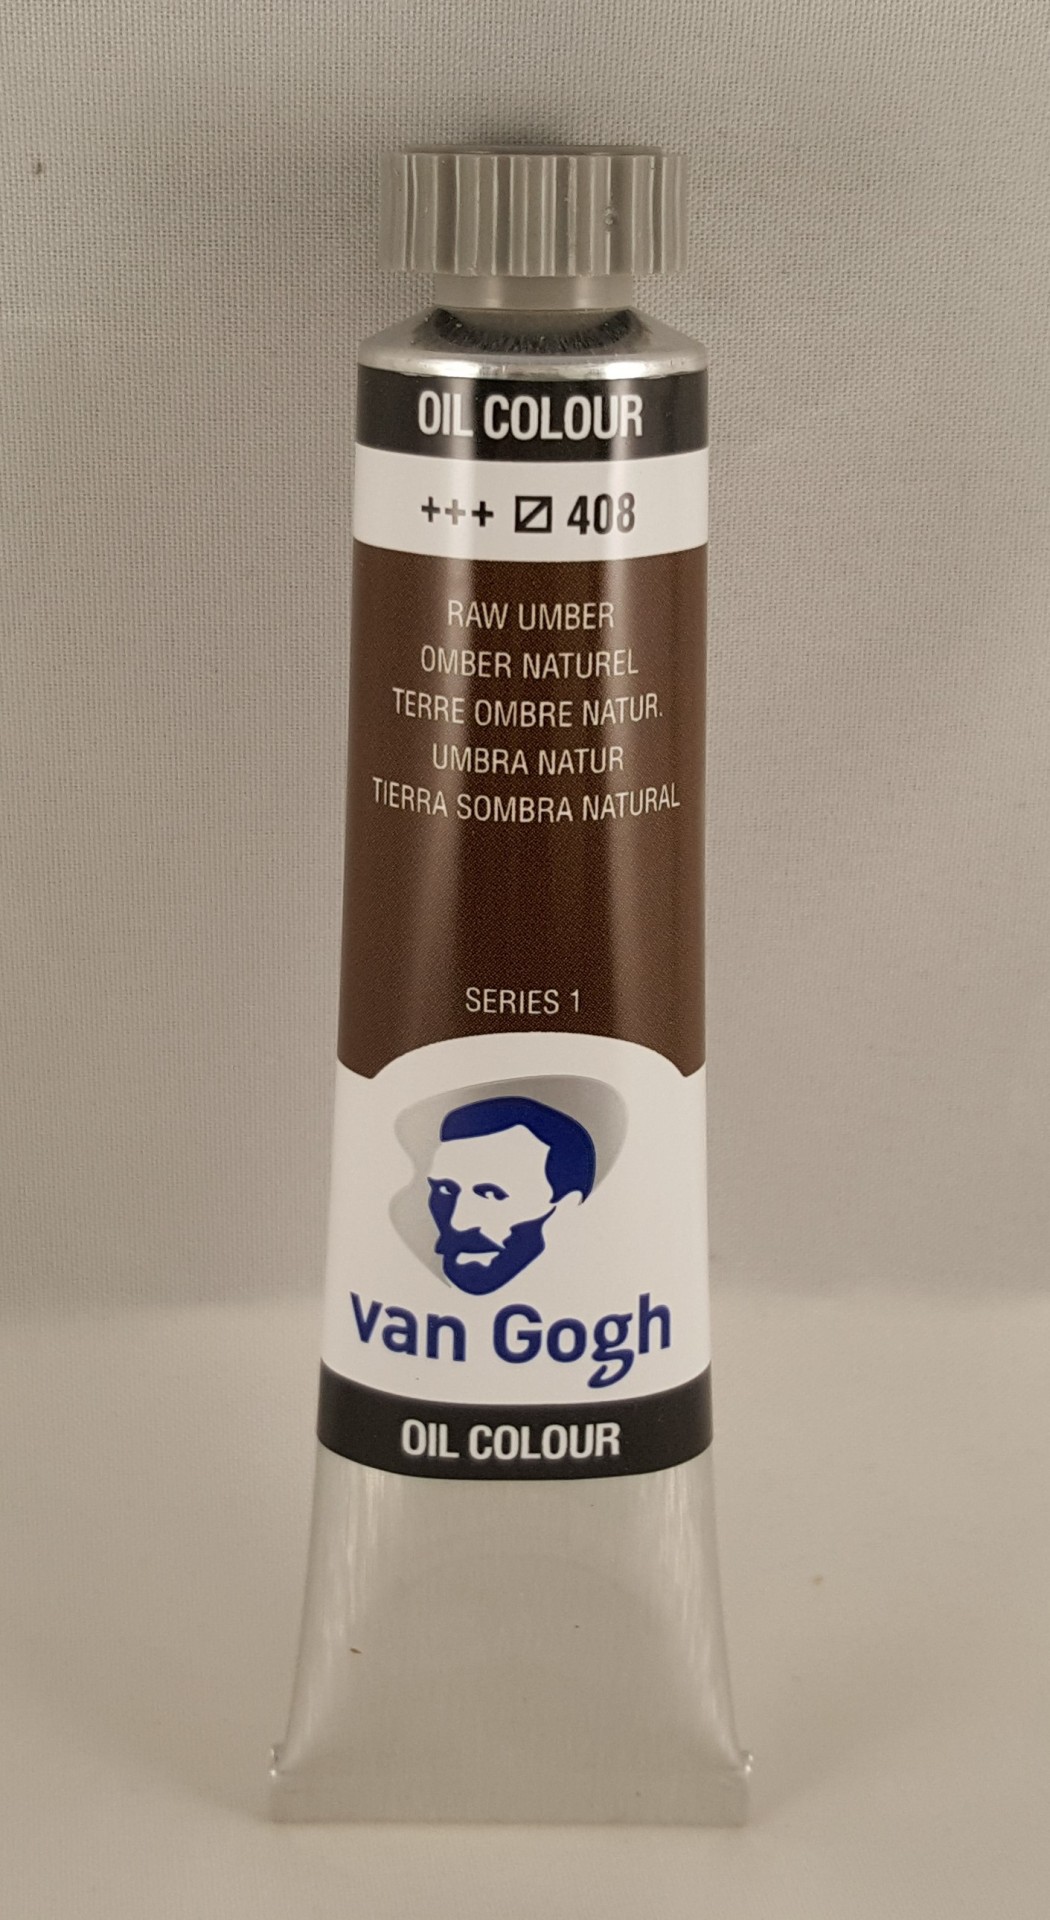 OIL COLOUR
+++ 408
RAW UMBER
OMBER NATUREL
TERRE OMBRE NATUR.
UMBRA NATUR
TIERRA SOMBRA NATURAL
SERIES 1
van Gogh
OIL COLOUR